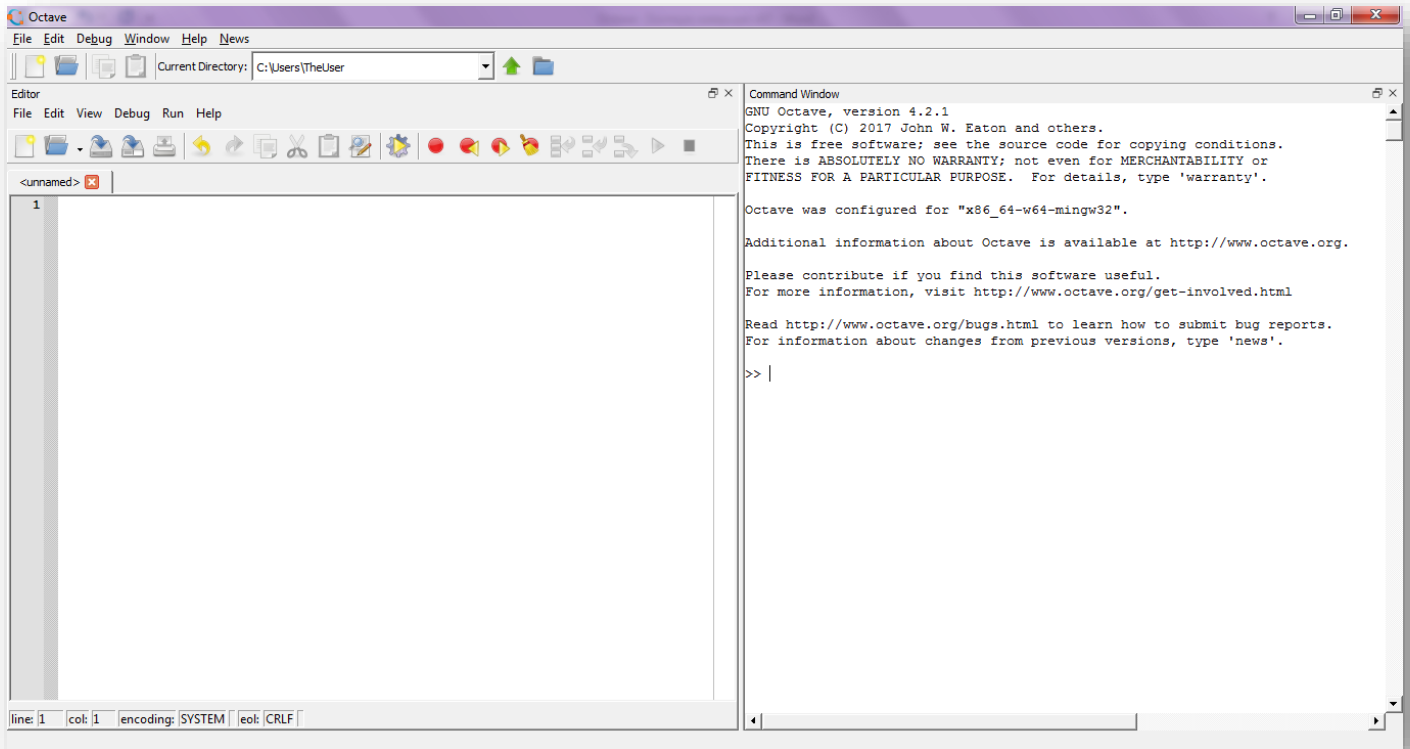 Octave
File Edit Debug Window Help News
Current Directory: C:\Users\TheUser
Editor
File Edit View Debug Run Help
<unnamed>
1
line: 1 col: 1 encoding: SYSTEM eol: CRLF
Command Window
GNU Octave, version 4.2.1
Copyright (C) 2017 John W. Eaton and others.
This is free software; see the source code for copying conditions.
There is ABSOLUTELY NO WARRANTY; not even for MERCHANTABILITY or
FITNESS FOR A PARTICULAR PURPOSE.  For details, type 'warranty'.
Octave was configured for "x86_64-w64-mingw32".
Additional information about Octave is available at http://www.octave.org.
Please contribute if you find this software useful.
For more information, visit http://www.octave.org/get-involved.html
Read http://www.octave.org/bugs.html to learn how to submit bug reports.
For information about changes from previous versions, type 'news'.
>>